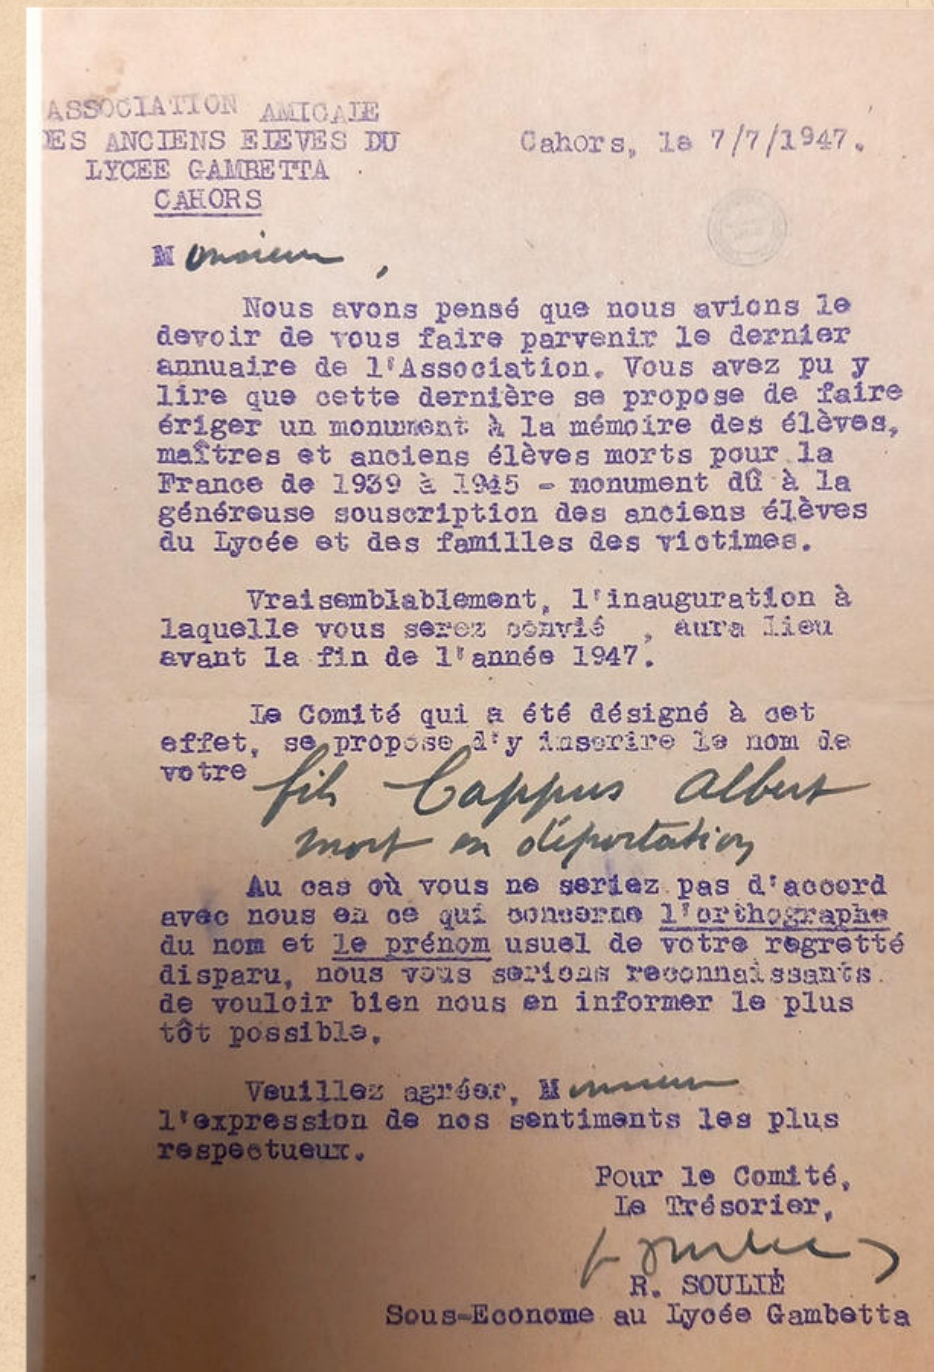 ASSOCIATION AMICALE
DES ANCIENS ELEVES DU
LYCEE GAMBETTA
CAHORS
Cahors, le 7/7/1947.
Monsieur,
Nous avons pensé que nous avions le
devoir de vous faire parvenir le dernier
annuaire de l'Association. Vous avez pu y
lire que cette dernière se propose de faire
ériger un monument à la mémoire des élèves,
maîtres et anciens élèves morts pour la
France de 1939 à 1945 - monument dû à la
généreuse souscription des anciens élèves
du Lycée et des familles des victimes.
Vraisemblablement, l'inauguration à
laquelle vous serez convié , aura lieu
avant la fin de l'année 1947.
Le Comité qui a été désigné à cet
effet, se propose d'y inscrire le nom de
votre fils Cappus Albert
mort en déportation
Au cas où vous ne seriez pas d'accord
avec nous en ce qui concerne l'orthographe
du nom et le prénom usuel de votre regretté
disparu, nous vous serions reconnaissants
de vouloir bien nous en informer le plus
tôt possible.
Veuillez agréer, Monsieur
l'expression de nos sentiments les plus
respectueux.
Pour le Comité,
Le Trésorier,
R. SOULIÉ
Sous-Econome au Lycée Gambetta